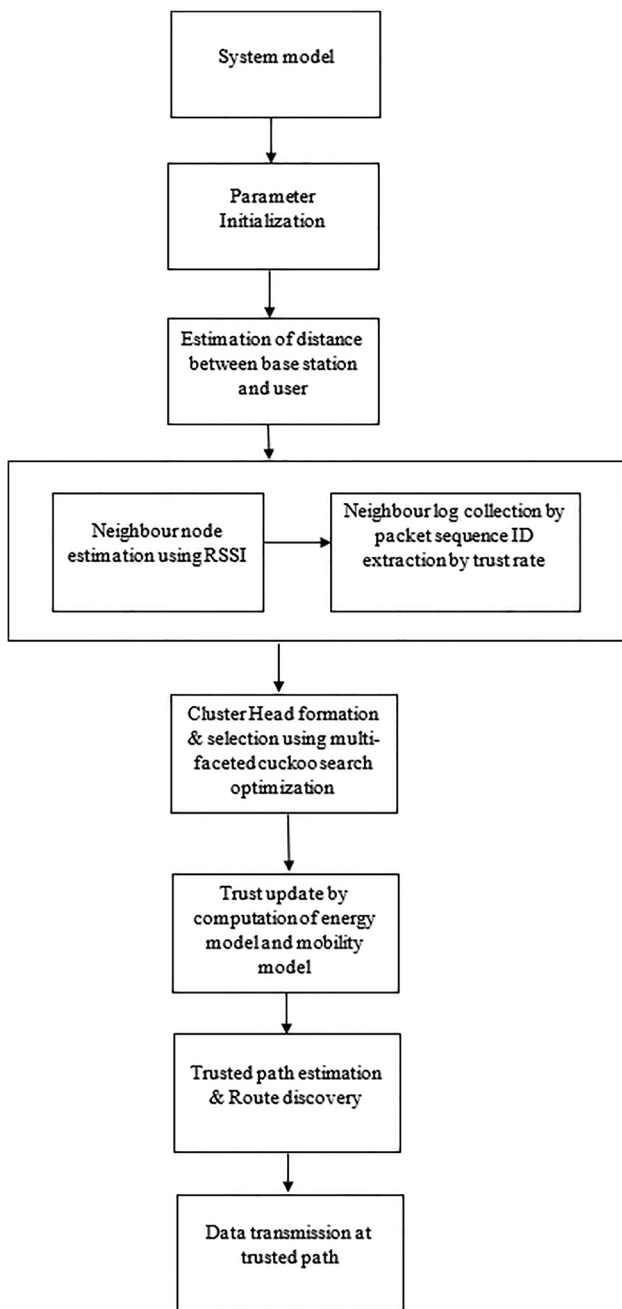 System model
Parameter
Initialization
Estimation of distance
between base station
and user
Neighbour node
estimation using RSSI
Neighbour log collection by
packet sequence ID
extraction by trust rate
Cluster Head formation
& selection using multi-
faceted cuckoo search
optimization
Trust update by
computation of energy
model and mobility
model
Trusted path estimation
& Route discovery
Data transmission at
trusted path